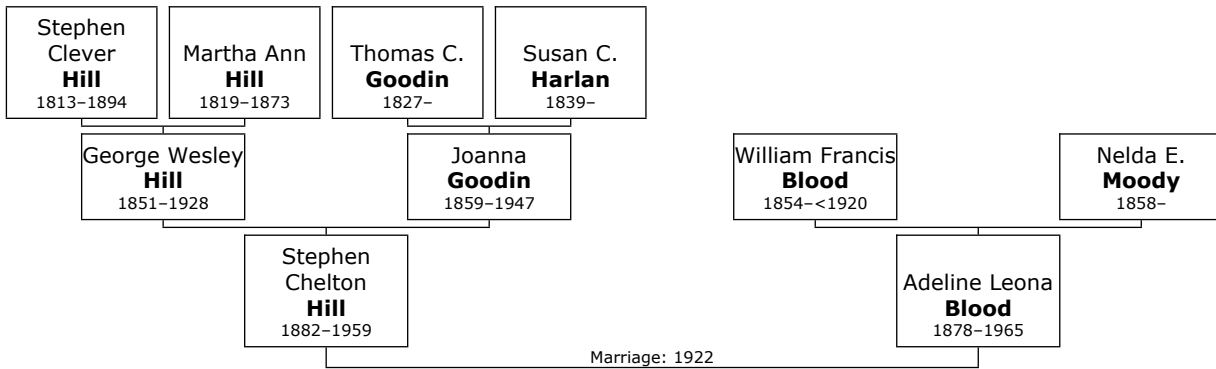 Stephen
Clever
Hill
1813–1894
Martha Ann
Hill
1819–1873
Thomas C.
Goodin
1827–
Susan C.
Harlan
1839–
George Wesley
Hill
1851–1928
Joanna
Goodin
1859–1947
William Francis
Blood
1854–<1920
Nelda E.
Moody
1858–
Stephen
Chelton
Hill
1882–1959
Adeline Leona
Blood
1878–1965
Marriage: 1922